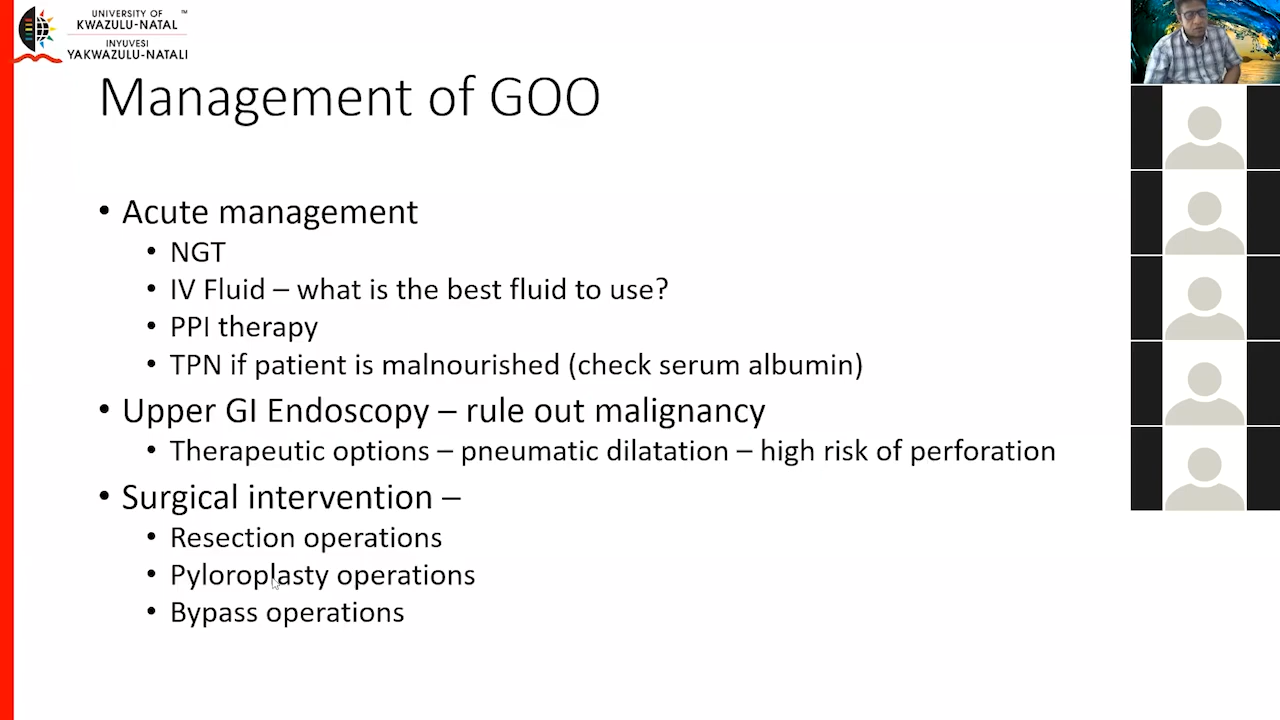 UNIVERSITY OF ™
KWAZULU-NATAL
INYUVESI
YAKWAZULU-NATALI
Management of GOO
• Acute management
• NGT
• IV Fluid – what is the best fluid to use?
• PPI therapy
• TPN if patient is malnourished (check serum albumin)
• Upper GI Endoscopy – rule out malignancy
• Therapeutic options – pneumatic dilatation – high risk of perforation
• Surgical intervention –
• Resection operations
• Pyloroplasty operations
• Bypass operations